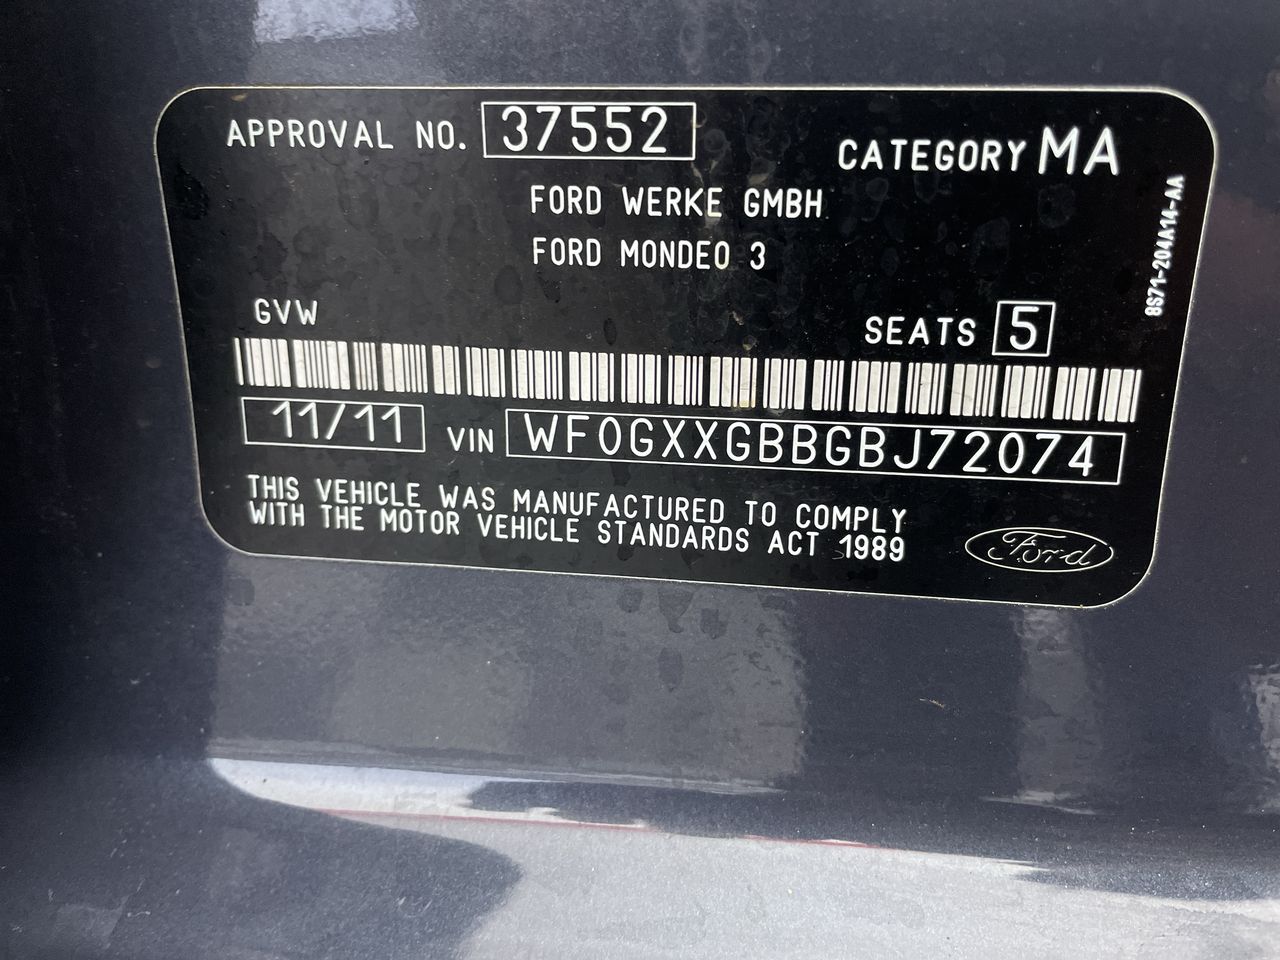 APPROVAL NO. 37552
CATEGORY MA
FORD WERKE GMBH
FORD MONDEO 3
8S71-204A14-AA
GVW
SEATS 5
11/11 VIN WF0GXXGBBGBJ72074
THIS VEHICLE WAS MANUFACTURED TO COMPLY
WITH THE MOTOR VEHICLE STANDARDS ACT 1989
Ford